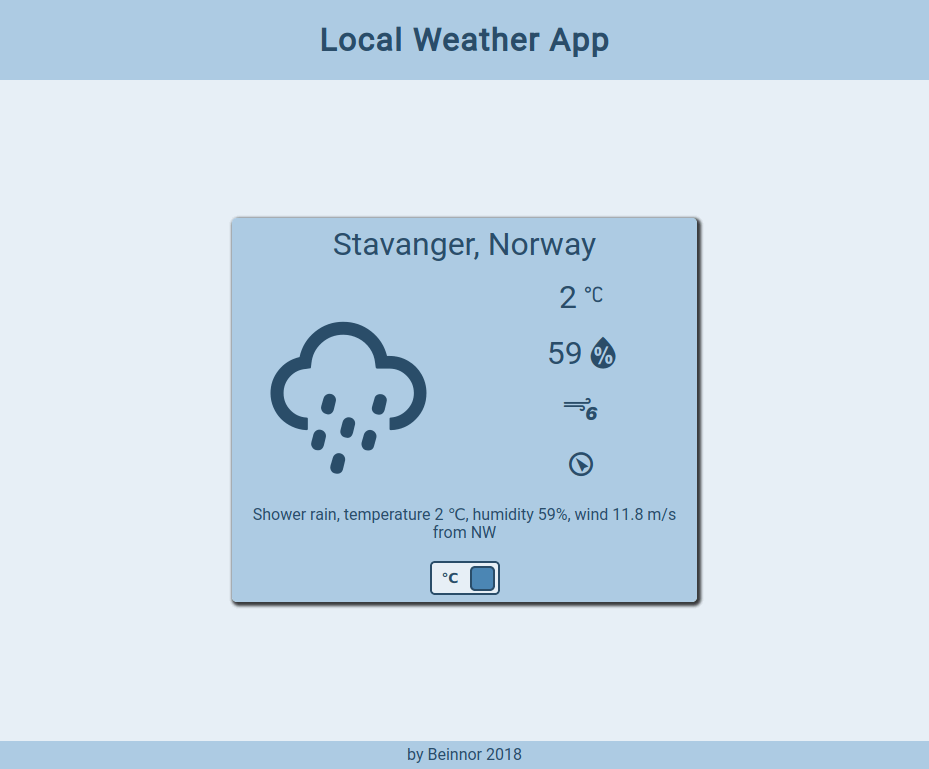 Local Weather App
Stavanger, Norway
2 °C
59 %
6
Shower rain, temperature 2 ℃, humidity 59%, wind 11.8 m/s
from NW
°C
by Beinnor 2018